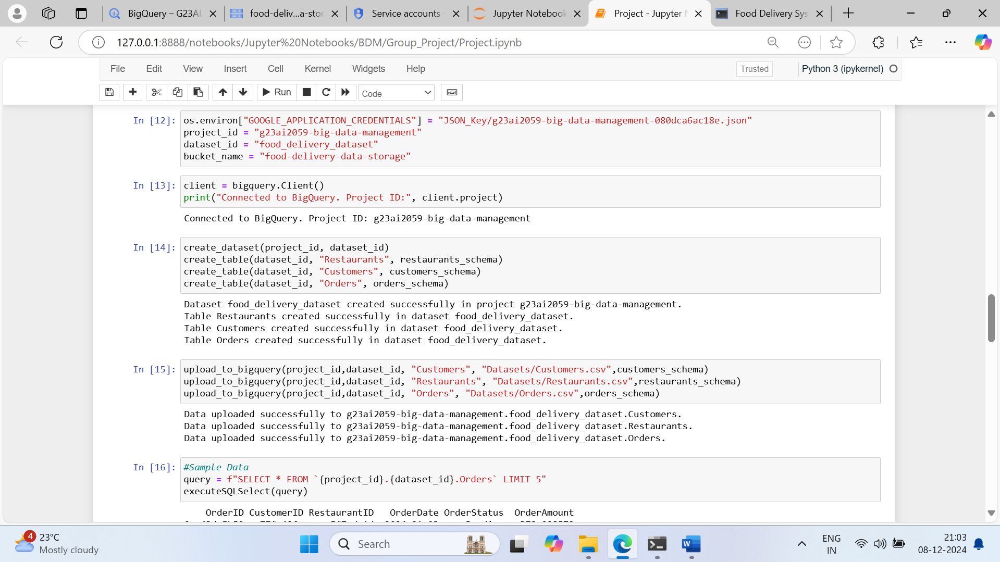 BigQuery – G23AI
food-deliv...a-stor
Service accounts -
Jupyter Notebook
Project - Jupyter N
Food Delivery Sys
127.0.0.1:8888/notebooks/Jupyter%20Notebooks/BDM/Group_Project/Project.ipynb
File Edit View Insert Cell Kernel Widgets Help Trusted Python 3 (ipykernel)
Run Code
In [12]: os.environ["GOOGLE_APPLICATION_CREDENTIALS"] = "JSON_Key/g23ai2059-big-data-management-080dca6ac18e.json"
project_id = "g23ai2059-big-data-management"
dataset_id = "food_delivery_dataset"
bucket_name = "food-delivery-data-storage"
In [13]: client = bigquery.Client()
print("Connected to BigQuery. Project ID:", client.project)
Connected to BigQuery. Project ID: g23ai2059-big-data-management
In [14]: create_dataset(project_id, dataset_id)
create_table(dataset_id, "Restaurants", restaurants_schema)
create_table(dataset_id, "Customers", customers_schema)
create_table(dataset_id, "Orders", orders_schema)
Dataset food_delivery_dataset created successfully in project g23ai2059-big-data-management.
Table Restaurants created successfully in dataset food_delivery_dataset.
Table Customers created successfully in dataset food_delivery_dataset.
Table Orders created successfully in dataset food_delivery_dataset.
In [15]: upload_to_bigquery(project_id,dataset_id, "Customers", "Datasets/Customers.csv",customers_schema)
upload_to_bigquery(project_id,dataset_id, "Restaurants", "Datasets/Restaurants.csv",restaurants_schema)
upload_to_bigquery(project_id,dataset_id, "Orders", "Datasets/Orders.csv",orders_schema)
Data uploaded successfully to g23ai2059-big-data-management.food_delivery_dataset.Customers.
Data uploaded successfully to g23ai2059-big-data-management.food_delivery_dataset.Restaurants.
Data uploaded successfully to g23ai2059-big-data-management.food_delivery_dataset.Orders.
In [16]: #Sample Data
query = f"SELECT * FROM `{project_id}.{dataset_id}.Orders` LIMIT 5"
executeSQLSelect(query)
OrderID CustomerID RestaurantID OrderDate OrderStatus OrderAmount
4
23°C
Mostly cloudy
Search
ENG
IN
21:03
08-12-2024